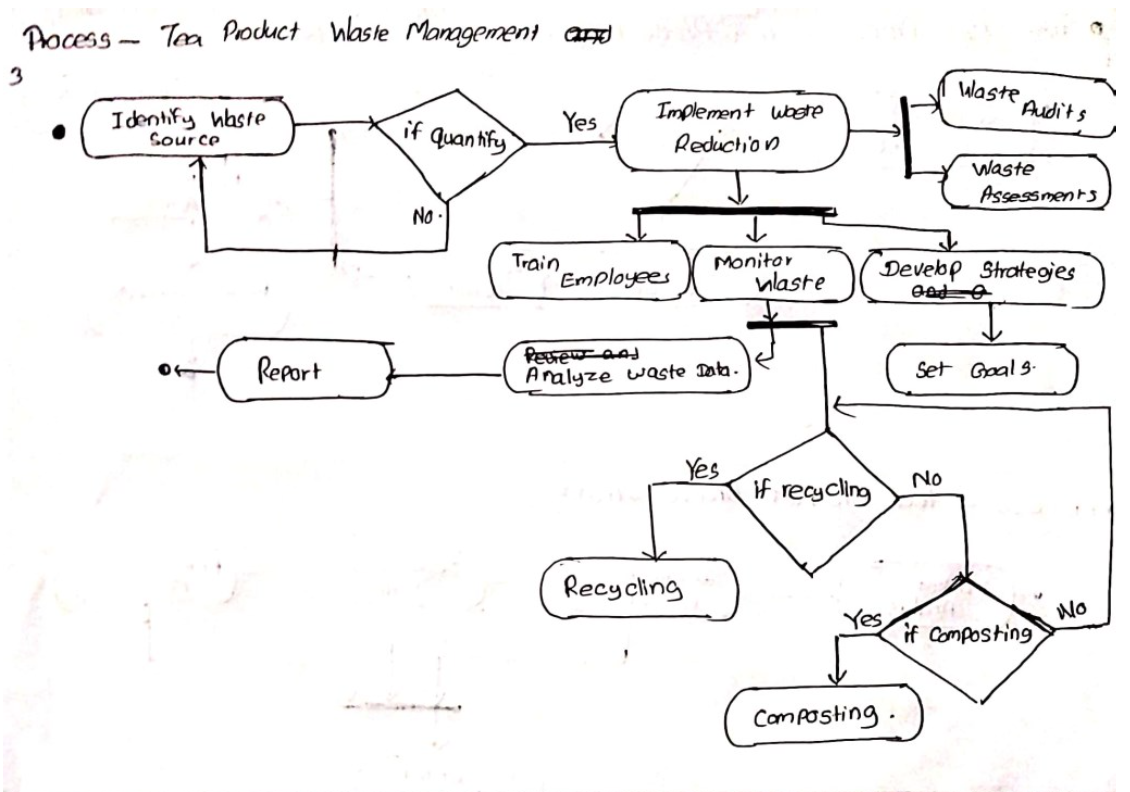 Process - Tea Product Waste Management and
3
Identify Waste
Source
if quantify
Yes
No.
Implement waste
Reduction
Waste
Audits
Waste
Assessments
Train
Employees
Monitor
Waste
Develop Strategies
and a
Set Goals.
Review and
Analyze waste Data.
Report
if recycling
Yes
No
Recycling
if Composting
Yes
No
Composting.